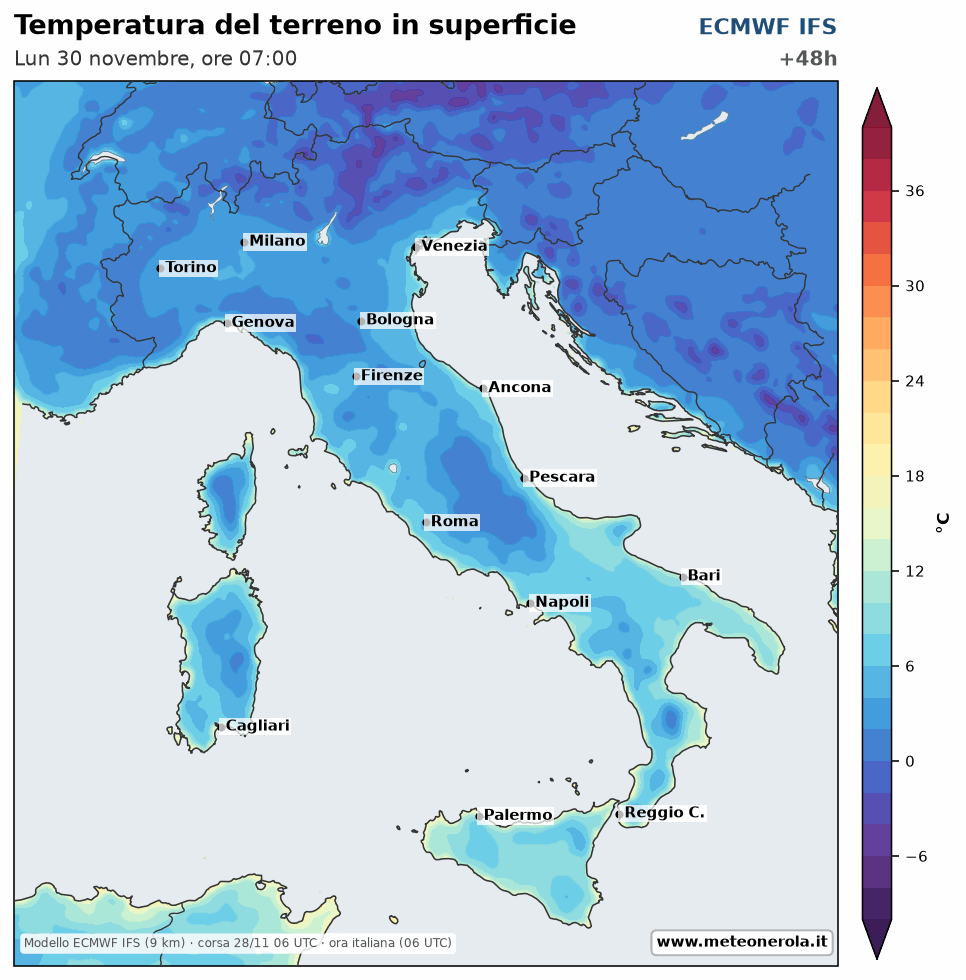 Temperatura del terreno in superficie
ECMWF IFS
Lun 30 novembre, ore 07:00
+48h
Milano
Venezia
Torino
Genova
Bologna
Firenze
Ancona
Pescara
Roma
Bari
Napoli
Cagliari
Palermo
Reggio C.
36
30
24
18
12
6
0
−6
°C
Modello ECMWF IFS (9 km) · corsa 28/11 06 UTC · ora italiana (06 UTC)
www.meteonerola.it